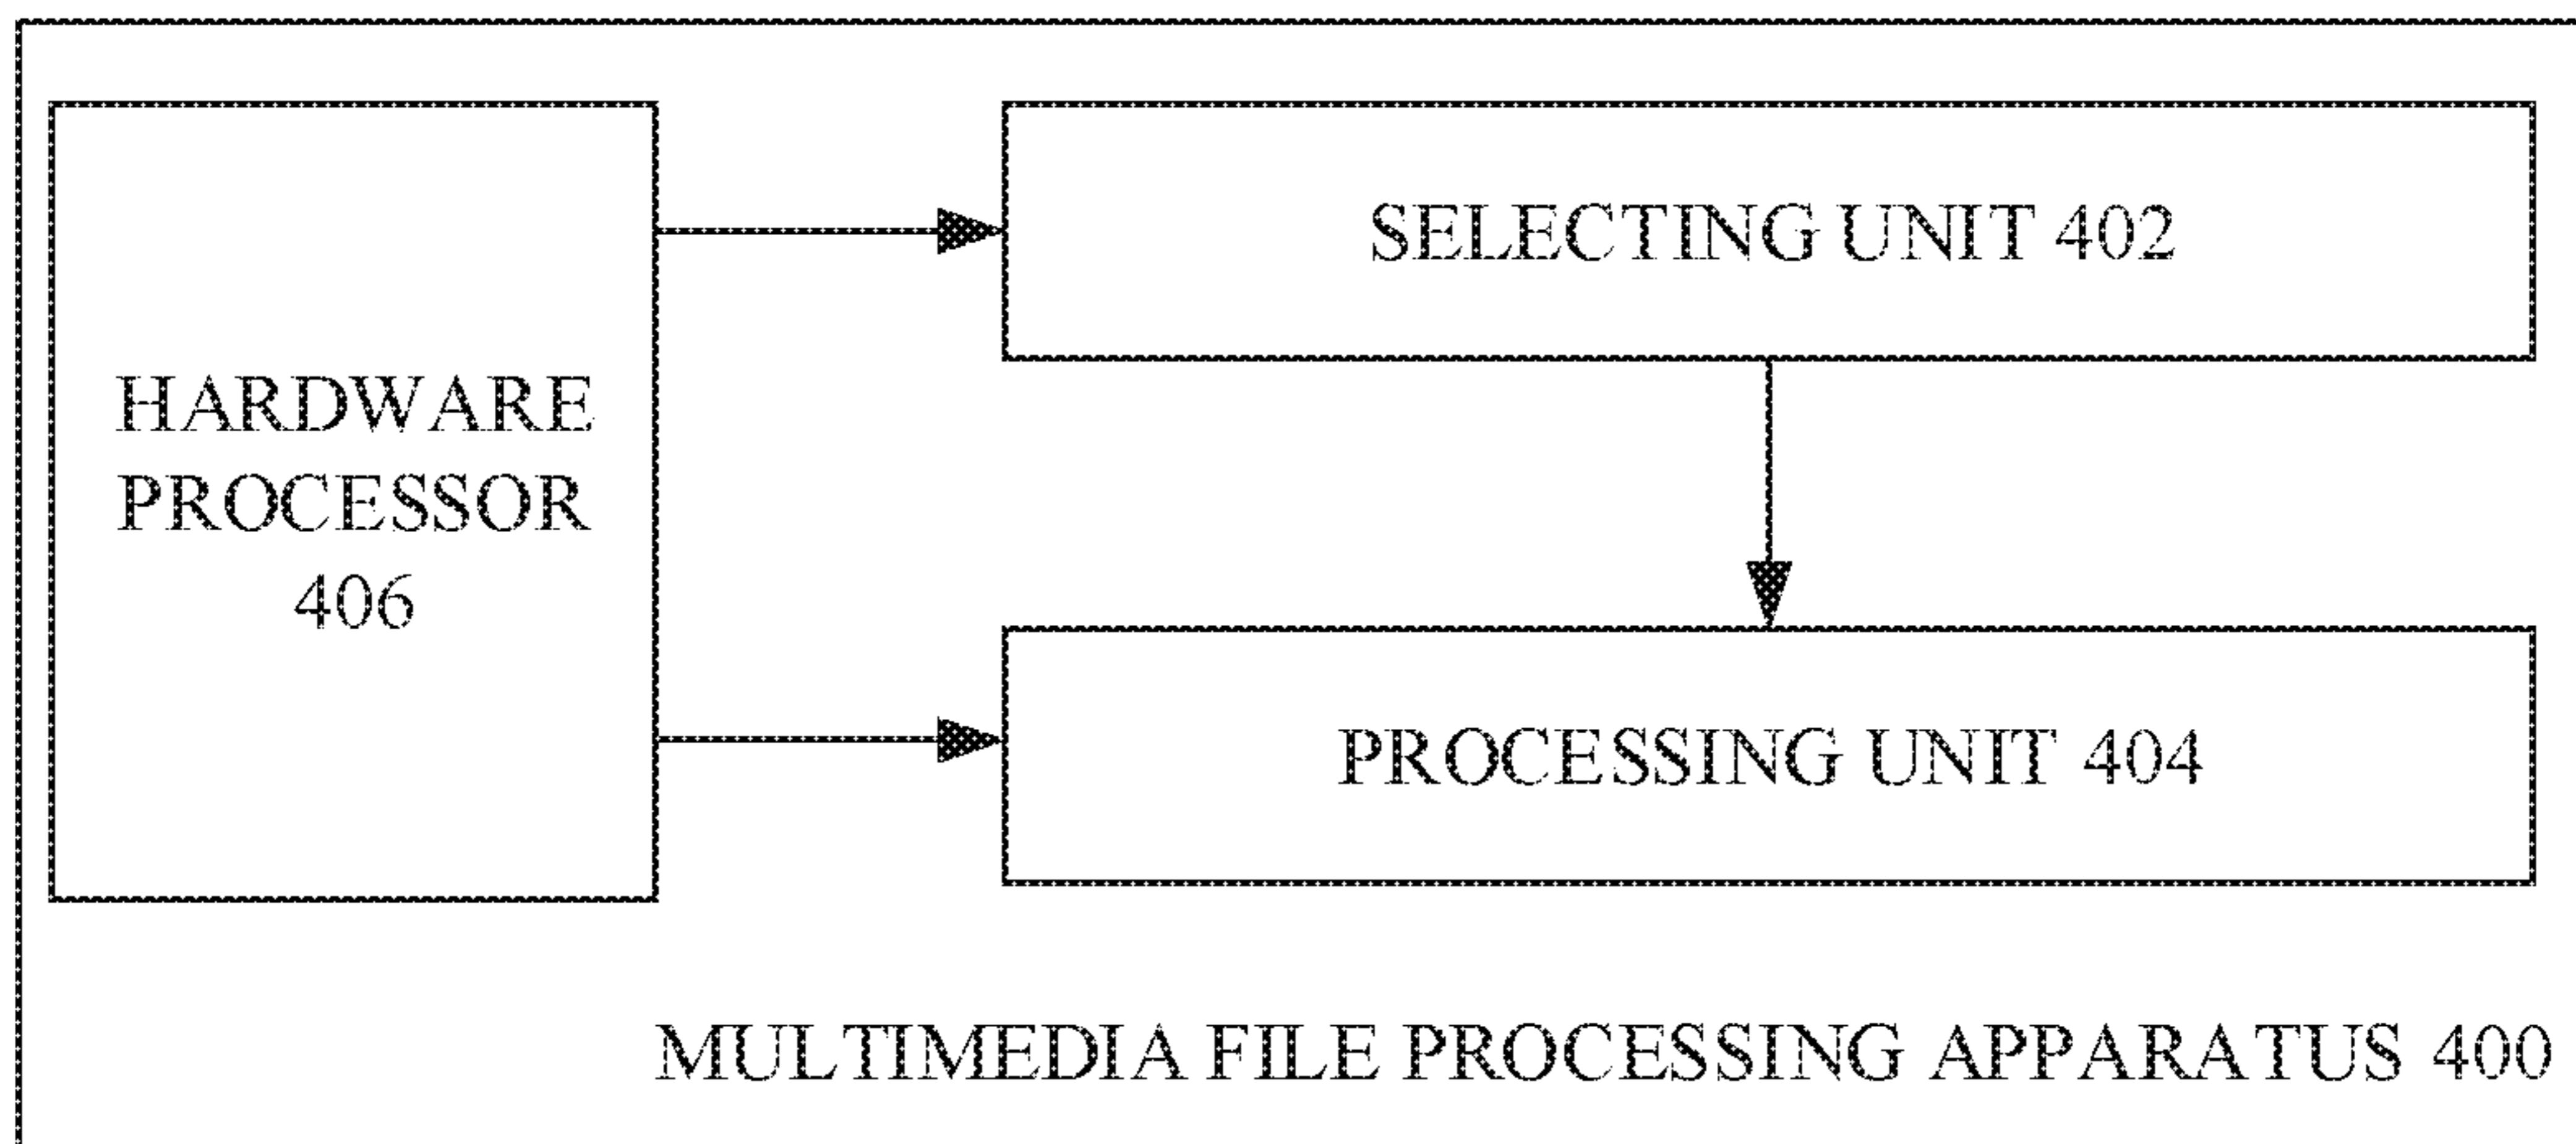 HARDWARE
PROCESSOR
406
SELECTING UNIT 402
PROCESSING UNIT 404
MULTIMEDIA FILE PROCESSING APPARATUS 400